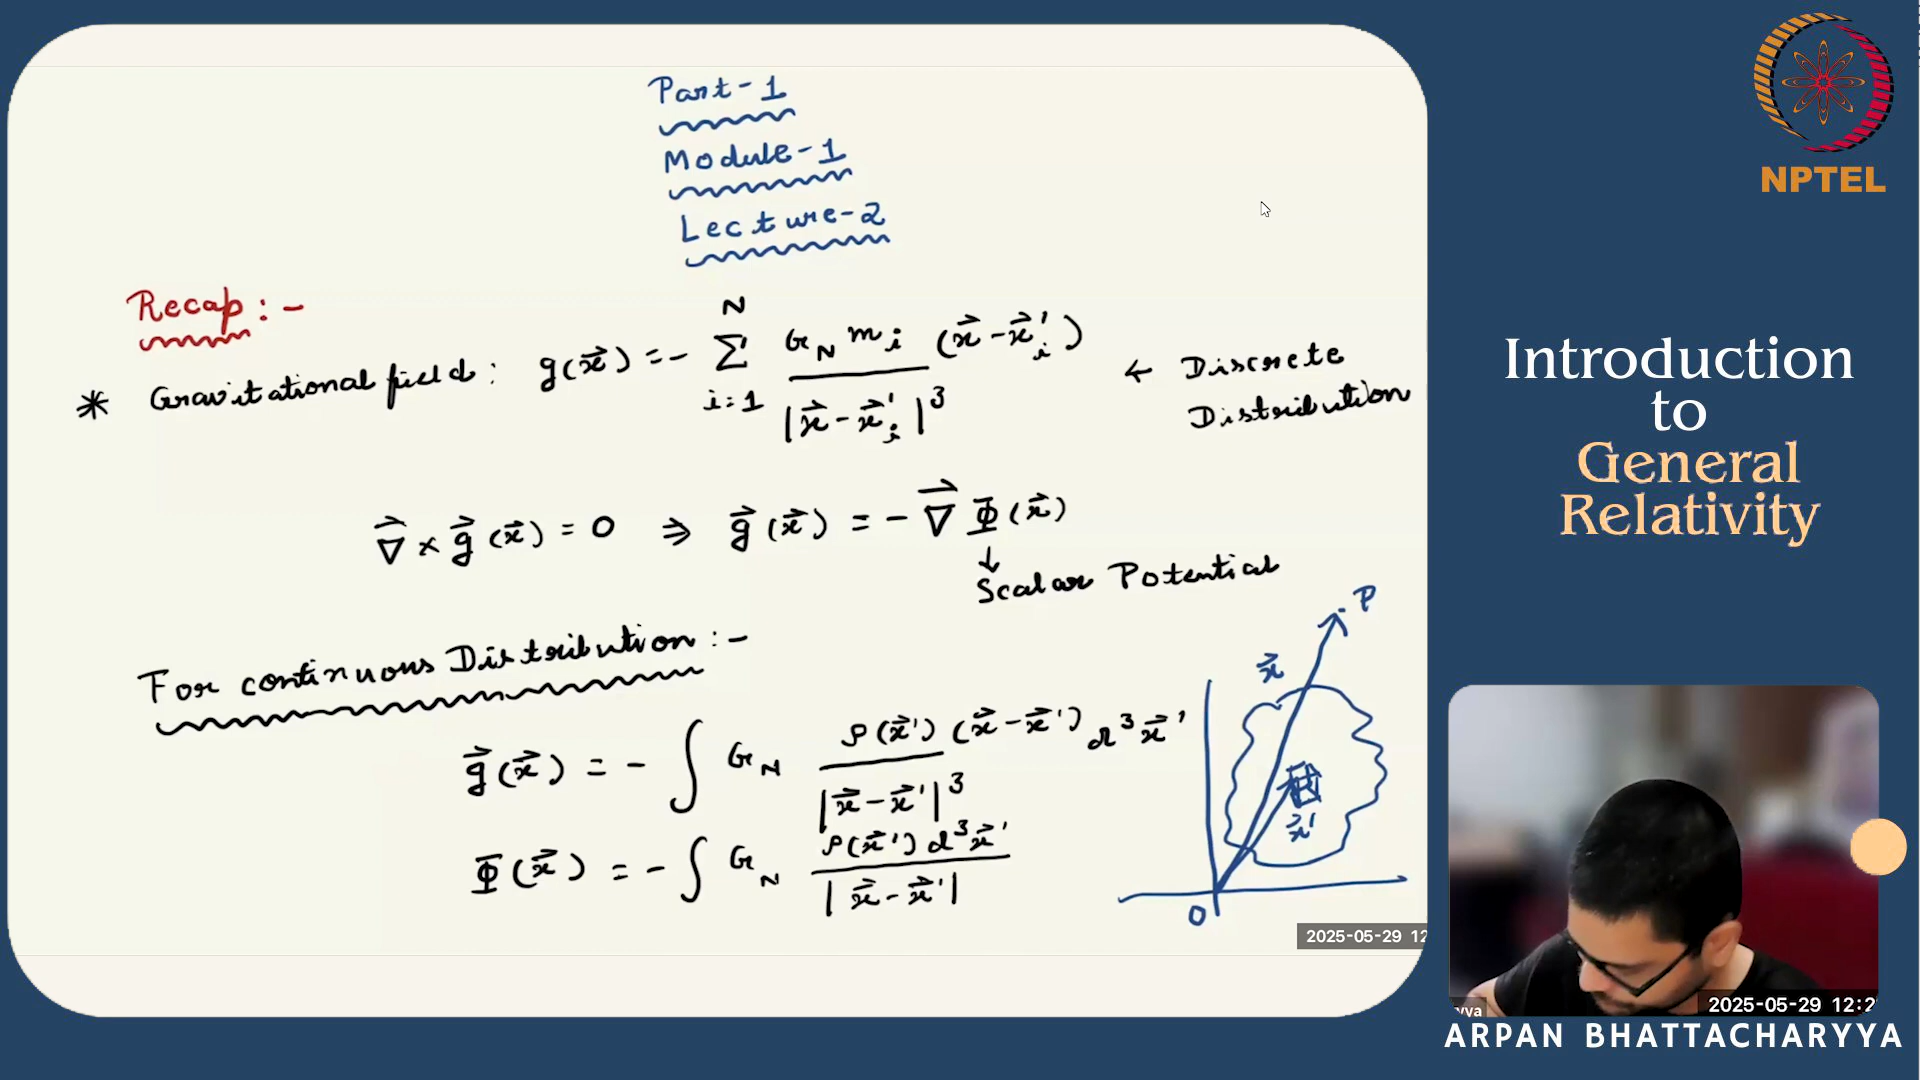 Part-1
Module-1
Lecture-2
Recap :-
* Gravitational field : g(x⃗) = - Σ_{i=1}^{N} G_N m_i (x⃗ - x⃗'_i) / |x⃗ - x⃗'_i|³ ← Discrete
Distribution
∇⃗ × g⃗(x⃗) = 0 ⇒ g⃗(x⃗) = - ∇⃗ Φ(x⃗)
↓
Scalar Potential
For continuous Distribution :-
g⃗(x⃗) = - ∫ G_N ρ(x⃗') (x⃗ - x⃗') / |x⃗ - x⃗'|³ d³x⃗'
Φ(x⃗) = - ∫ G_N ρ(x⃗') d³x⃗' / |x⃗ - x⃗'|
P
x⃗
x⃗'
O
2025-05-29 12
NPTEL
Introduction
to
General
Relativity
yya
2025-05-29 12:2
ARPAN BHATTACHARYYA